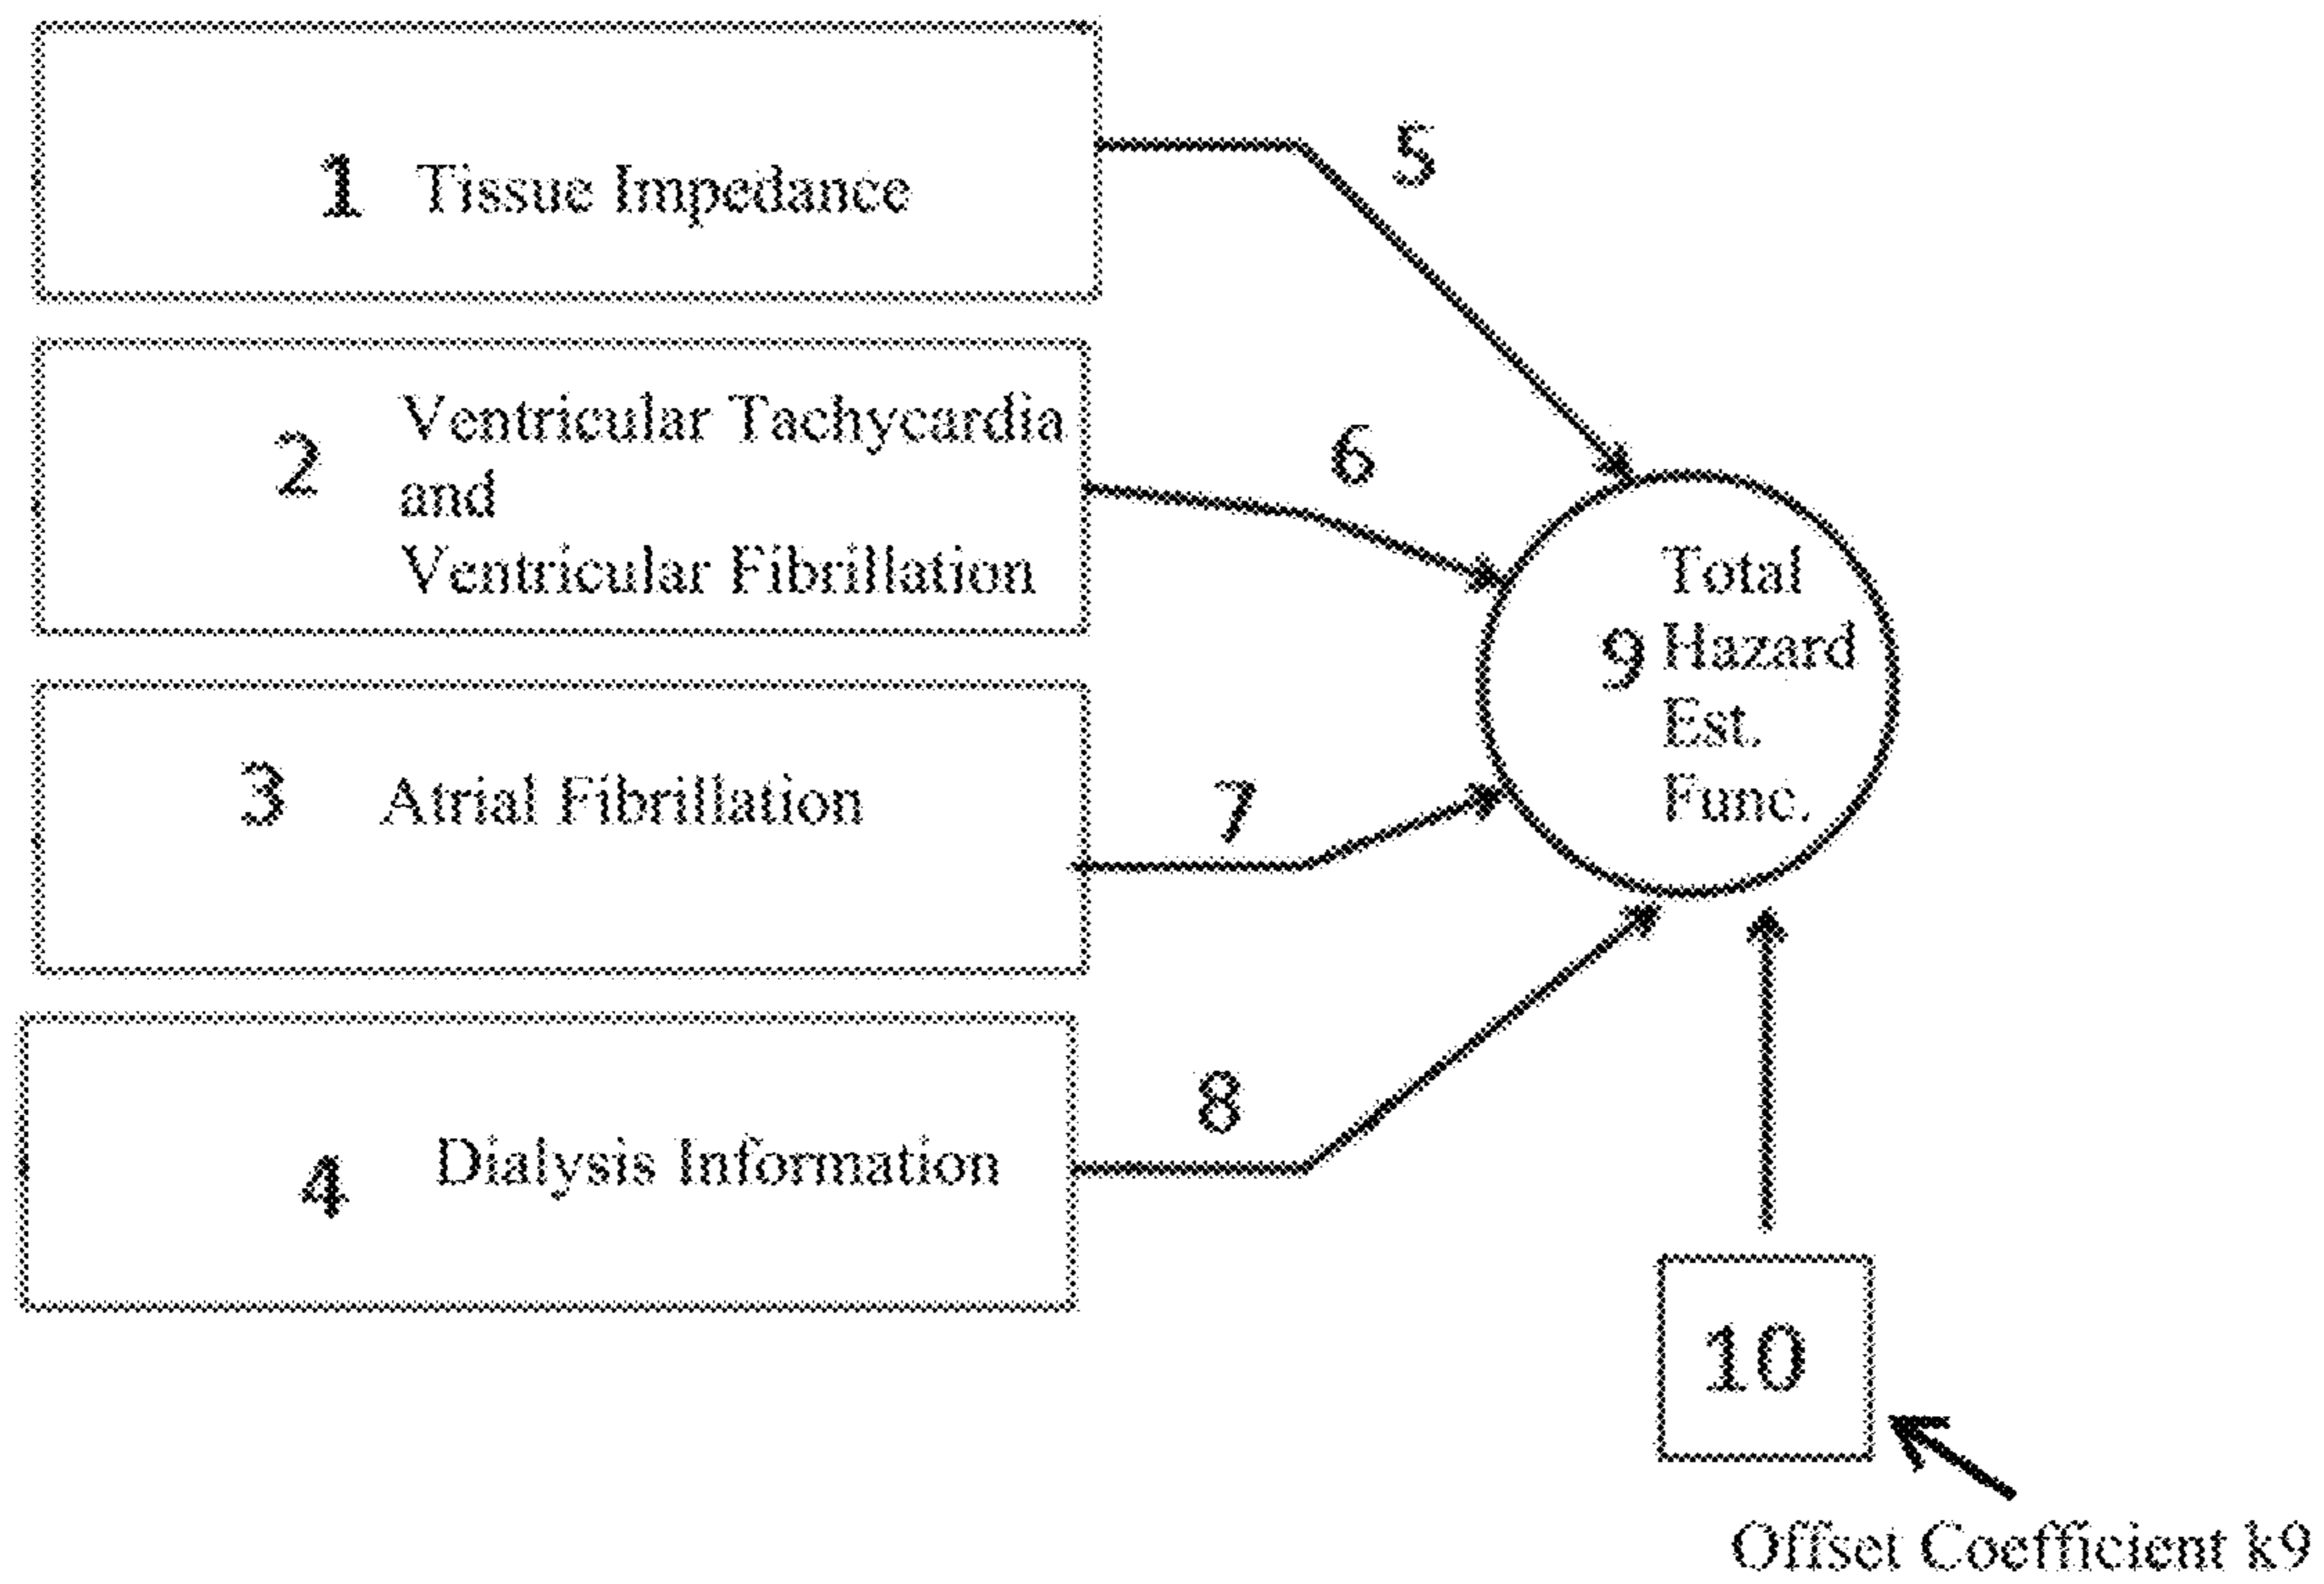 1 Tissue Impedance
5
2 Ventricular Tachycardia
and
Ventricular Fibrillation
6
3 Atrial Fibrillation
7
4 Dialysis Information
8
Total
9 Hazard
Est.
Func.
10
Offset Coefficient k9